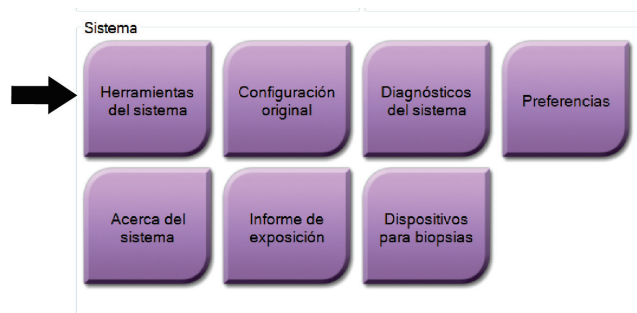 Sistema
Herramientas
del sistema
Configuración
original
Diagnósticos
del sistema
Preferencias
Acerca del
sistema
Informe de
exposición
Dispositivos
para biopsias